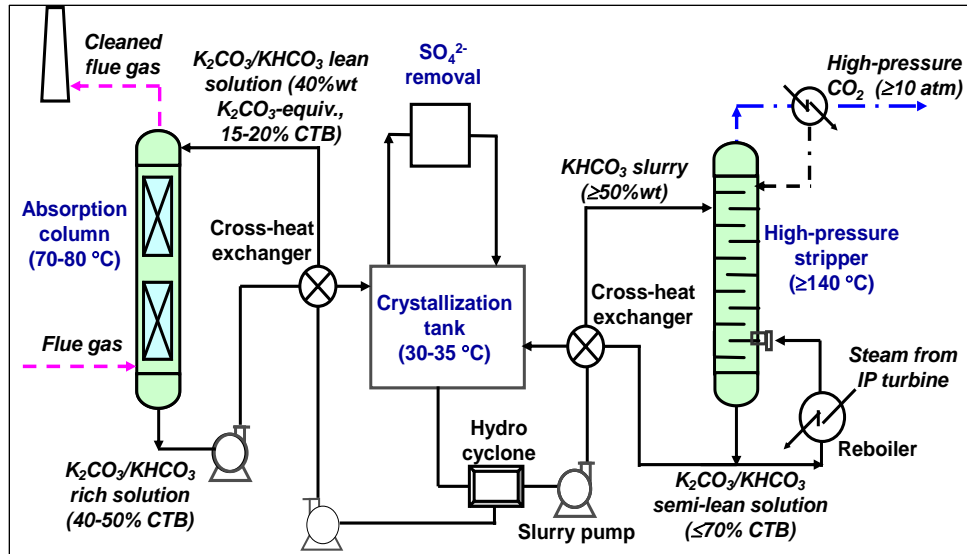 Cleaned
flue gas
K₂CO₃/KHCO₃ lean
solution (40%wt
K₂CO₃-equiv.,
15-20% CTB)
SO₄²⁻
removal
High-pressure
CO₂ (≥10 atm)
KHCO₃ slurry
(≥50%wt)
Absorption
column
(70-80 °C)
Cross-heat
exchanger
Crystallization
tank
(30-35 °C)
Cross-heat
exchanger
High-pressure
stripper
(≥140 °C)
Flue gas
Steam from
IP turbine
Reboiler
Hydro
cyclone
Slurry pump
K₂CO₃/KHCO₃
rich solution
(40-50% CTB)
K₂CO₃/KHCO₃
semi-lean solution
(≤70% CTB)